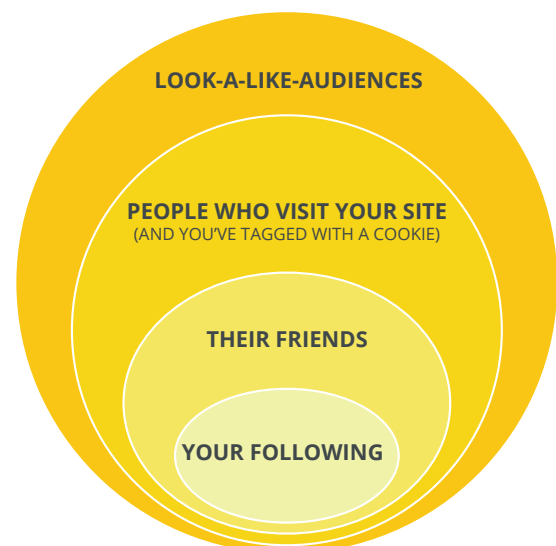 LOOK-A-LIKE-AUDIENCES
PEOPLE WHO VISIT YOUR SITE
(AND YOU’VE TAGGED WITH A COOKIE)
THEIR FRIENDS
YOUR FOLLOWING